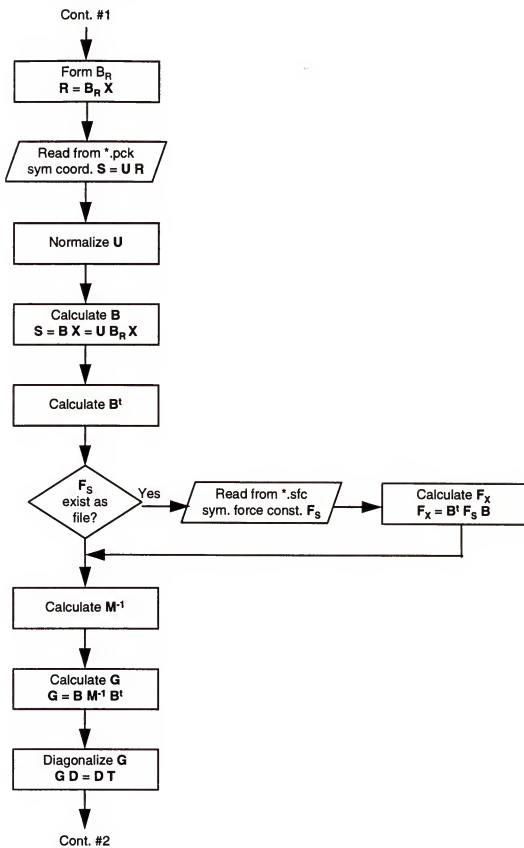 Cont. #1
Form B_R
R = B_R X
Read from *.pck
sym coord. S = U R
Normalize U
Calculate B
S = B X = U B_R X
Calculate B^t
F_S
exist as
file?
Yes
Read from *.sfc
sym. force const. F_S
Calculate F_X
F_X = B^t F_S B
Calculate M^-1
Calculate G
G = B M^-1 B^t
Diagonalize G
G D = D T
Cont. #2